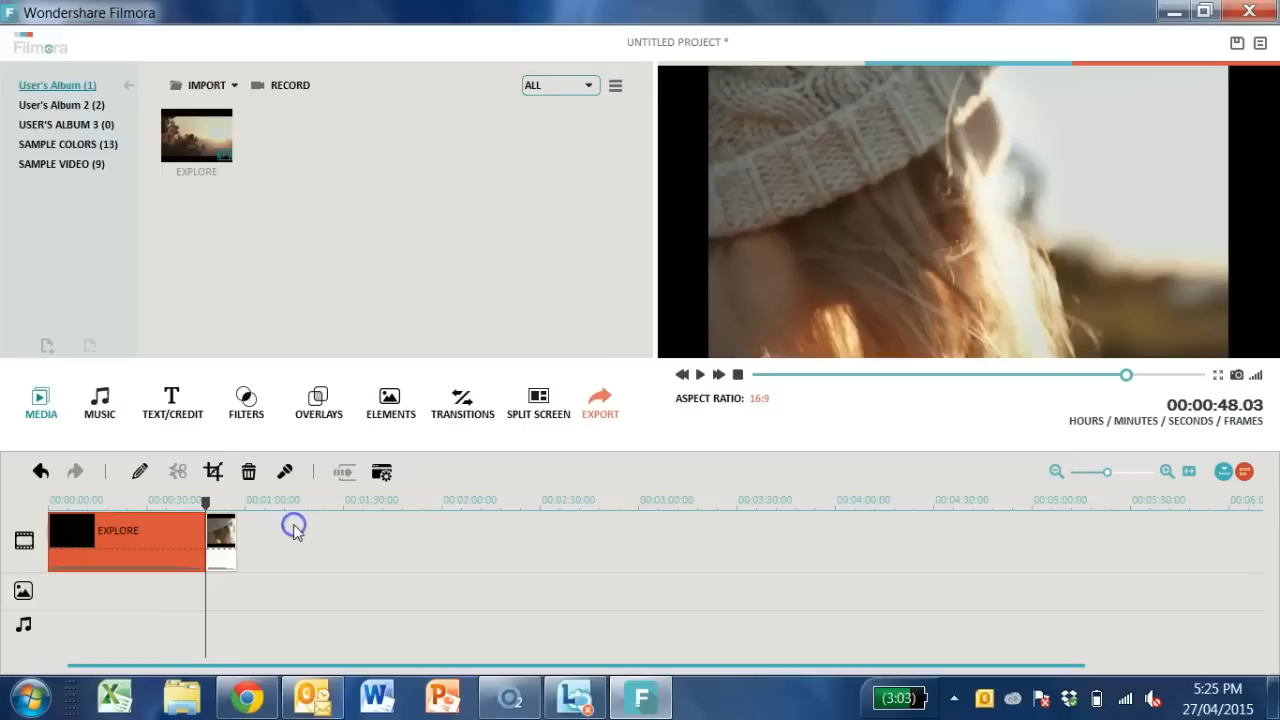 Wondershare Filmora
Filmora
UNTITLED PROJECT *
User's Album (1)
User's Album 2 (2)
USER'S ALBUM 3 (0)
SAMPLE COLORS (13)
SAMPLE VIDEO (9)
IMPORT
RECORD
ALL
EXPLORE
MEDIA
MUSIC
TEXT/CREDIT
FILTERS
OVERLAYS
ELEMENTS
TRANSITIONS
SPLIT SCREEN
EXPORT
ASPECT RATIO: 16:9
00:00:48.03
HOURS / MINUTES / SECONDS / FRAMES
00:00:00:00 00:00:30:00 00:01:00:00 00:01:30:00 00:02:00:00 00:02:30:00 00:03:00:00 00:03:30:00 00:04:00:00 00:04:30:00 00:05:00:00 00:05:30:00 00:06:0
EXPLORE
(3:03)
5:25 PM
27/04/2015